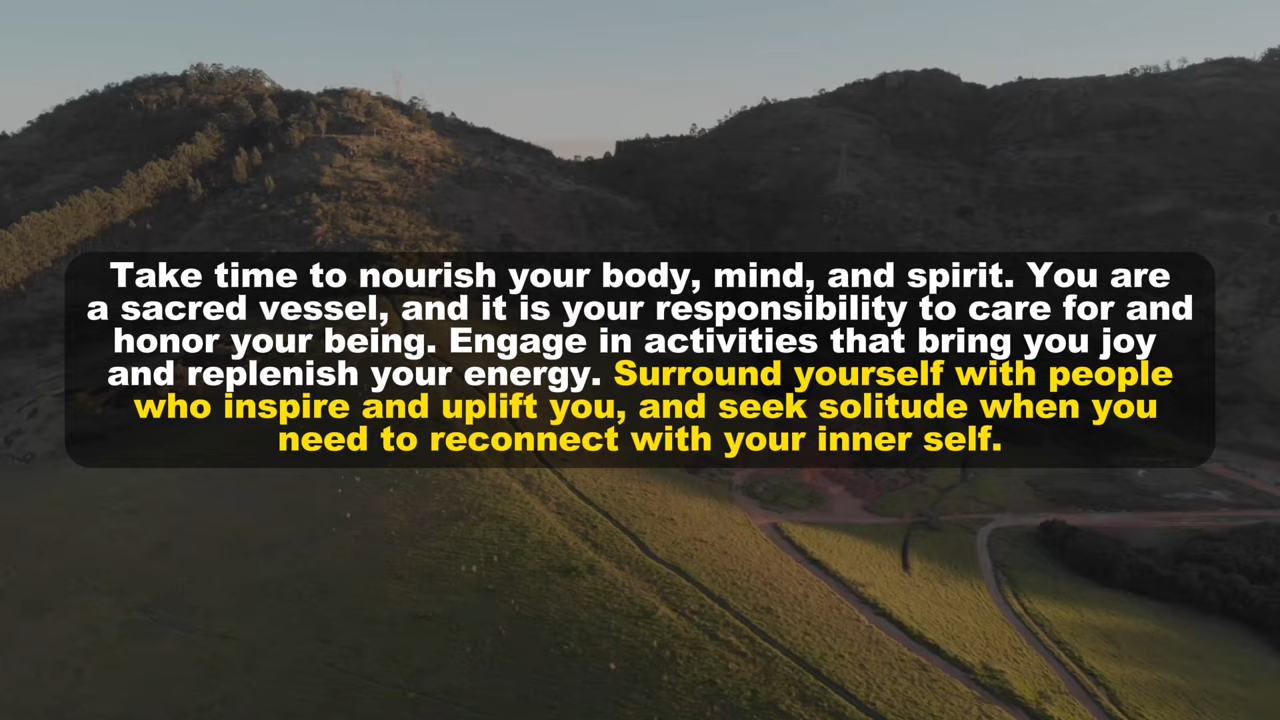 Take time to nourish your body, mind, and spirit. You are
a sacred vessel, and it is your responsibility to care for and
honor your being. Engage in activities that bring you joy
and replenish your energy. Surround yourself with people
who inspire and uplift you, and seek solitude when you
need to reconnect with your inner self.